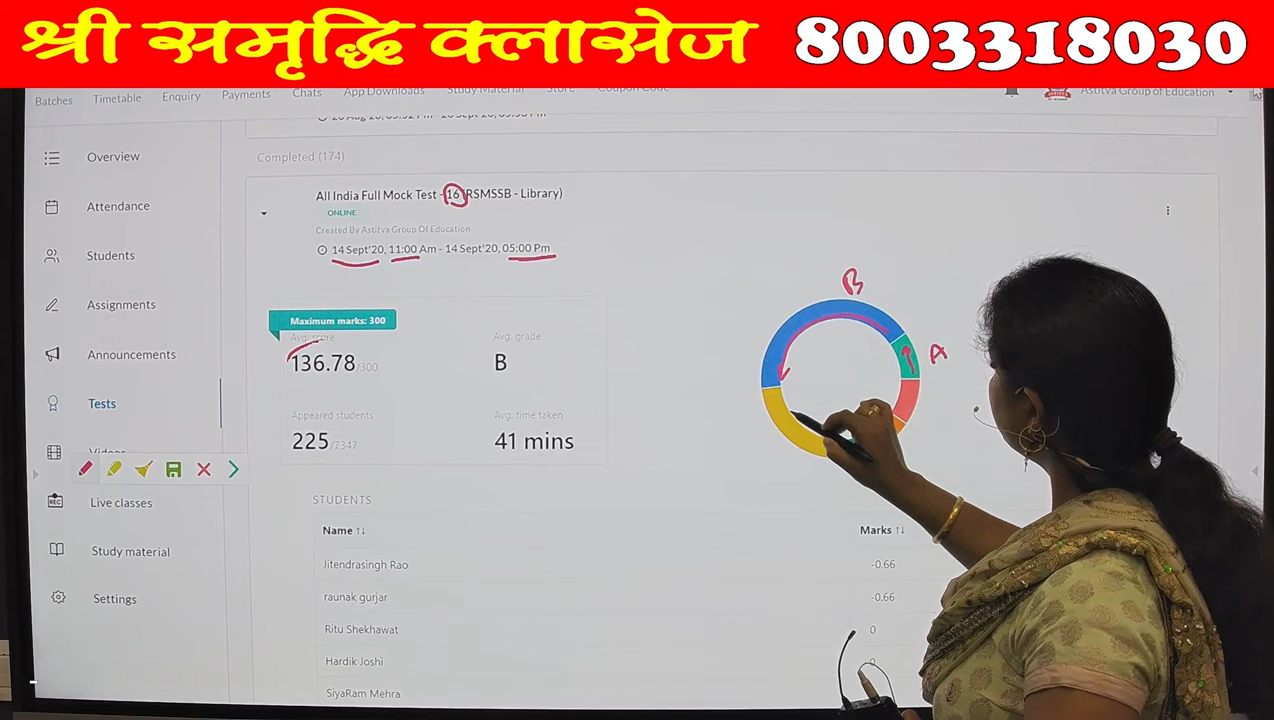 श्री समृद्धि क्लासेज 8003318030
Batches Timetable Enquiry Payments Chats App Downloads Study Material Store Coupon Code Astitva Group of Education
Overview
Completed (174)
All India Full Mock Test - 16 (RSMSSB - Library)
Attendance
ONLINE
Created By Astitva Group Of Education
14 Sept'20, 11:00 Am - 14 Sept'20, 05:00 Pm
Students
B
Assignments
Maximum marks: 300
Avg. score Avg. grade
136.78/300 B
A
Announcements
Tests
Appeared students Avg. time taken
225/7347 41 mins
Videos
REC Live classes
STUDENTS
Name Marks
Study material
Jitendrasingh Rao -0.66
Settings
raunak gurjar -0.66
Ritu Shekhawat 0
Hardik Joshi 0
SiyaRam Mehra